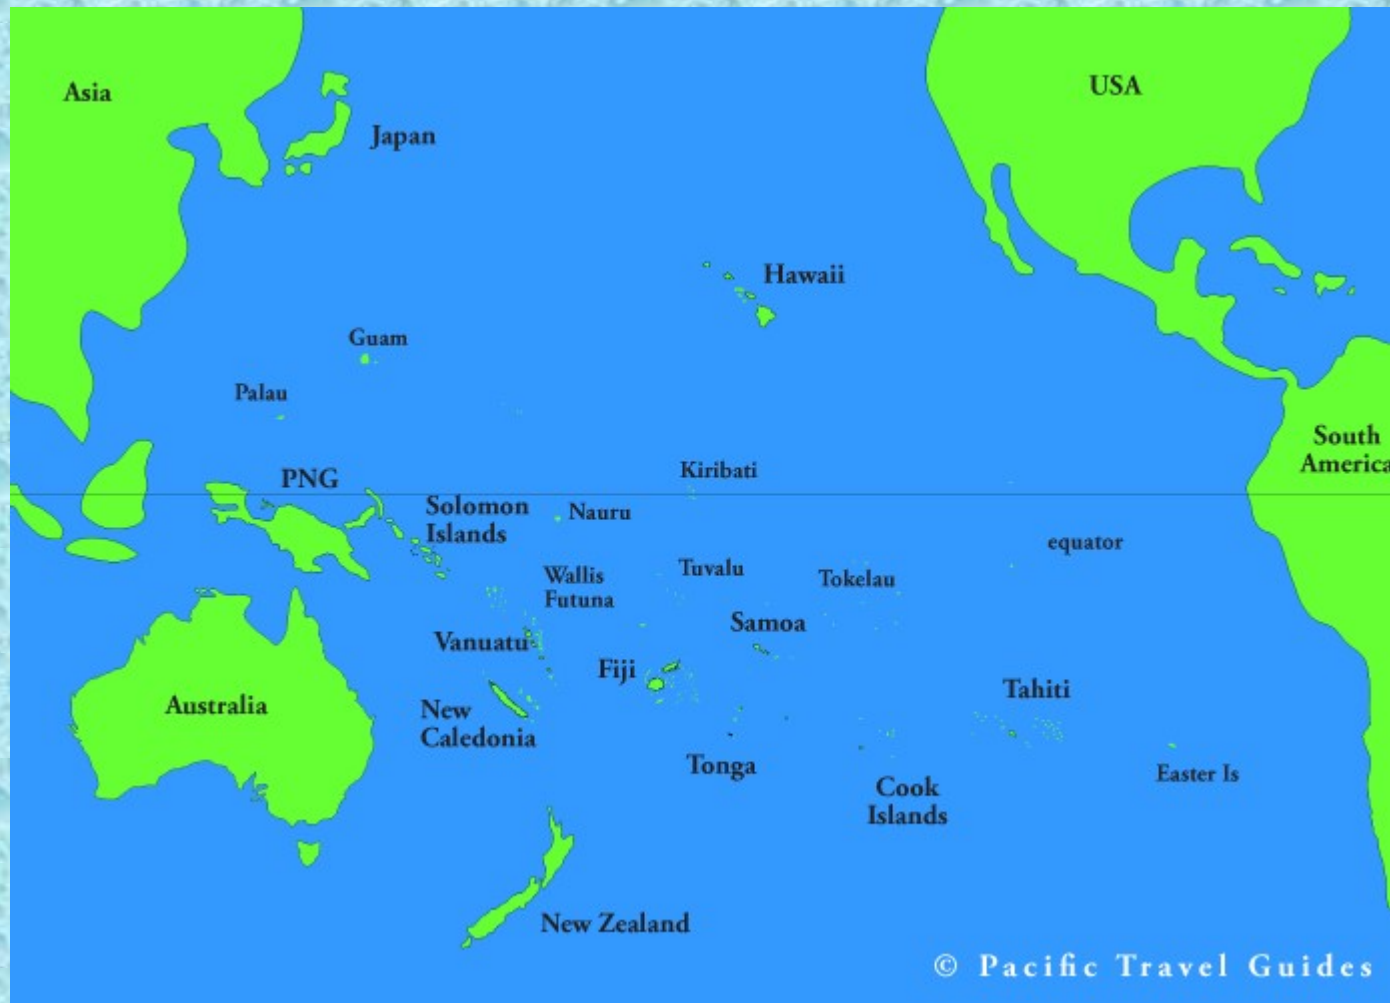 Asia
USA
Japan
Hawaii
Guam
Palau
South
America
Kiribati
PNG
Solomon
Islands
Nauru
equator
Wallis
Futuna
Tuvalu
Tokelau
Samoa
Vanuatu
Fiji
Tahiti
Australia
New
Caledonia
Tonga
Easter Is
Cook
Islands
New Zealand
© Pacific Travel Guides